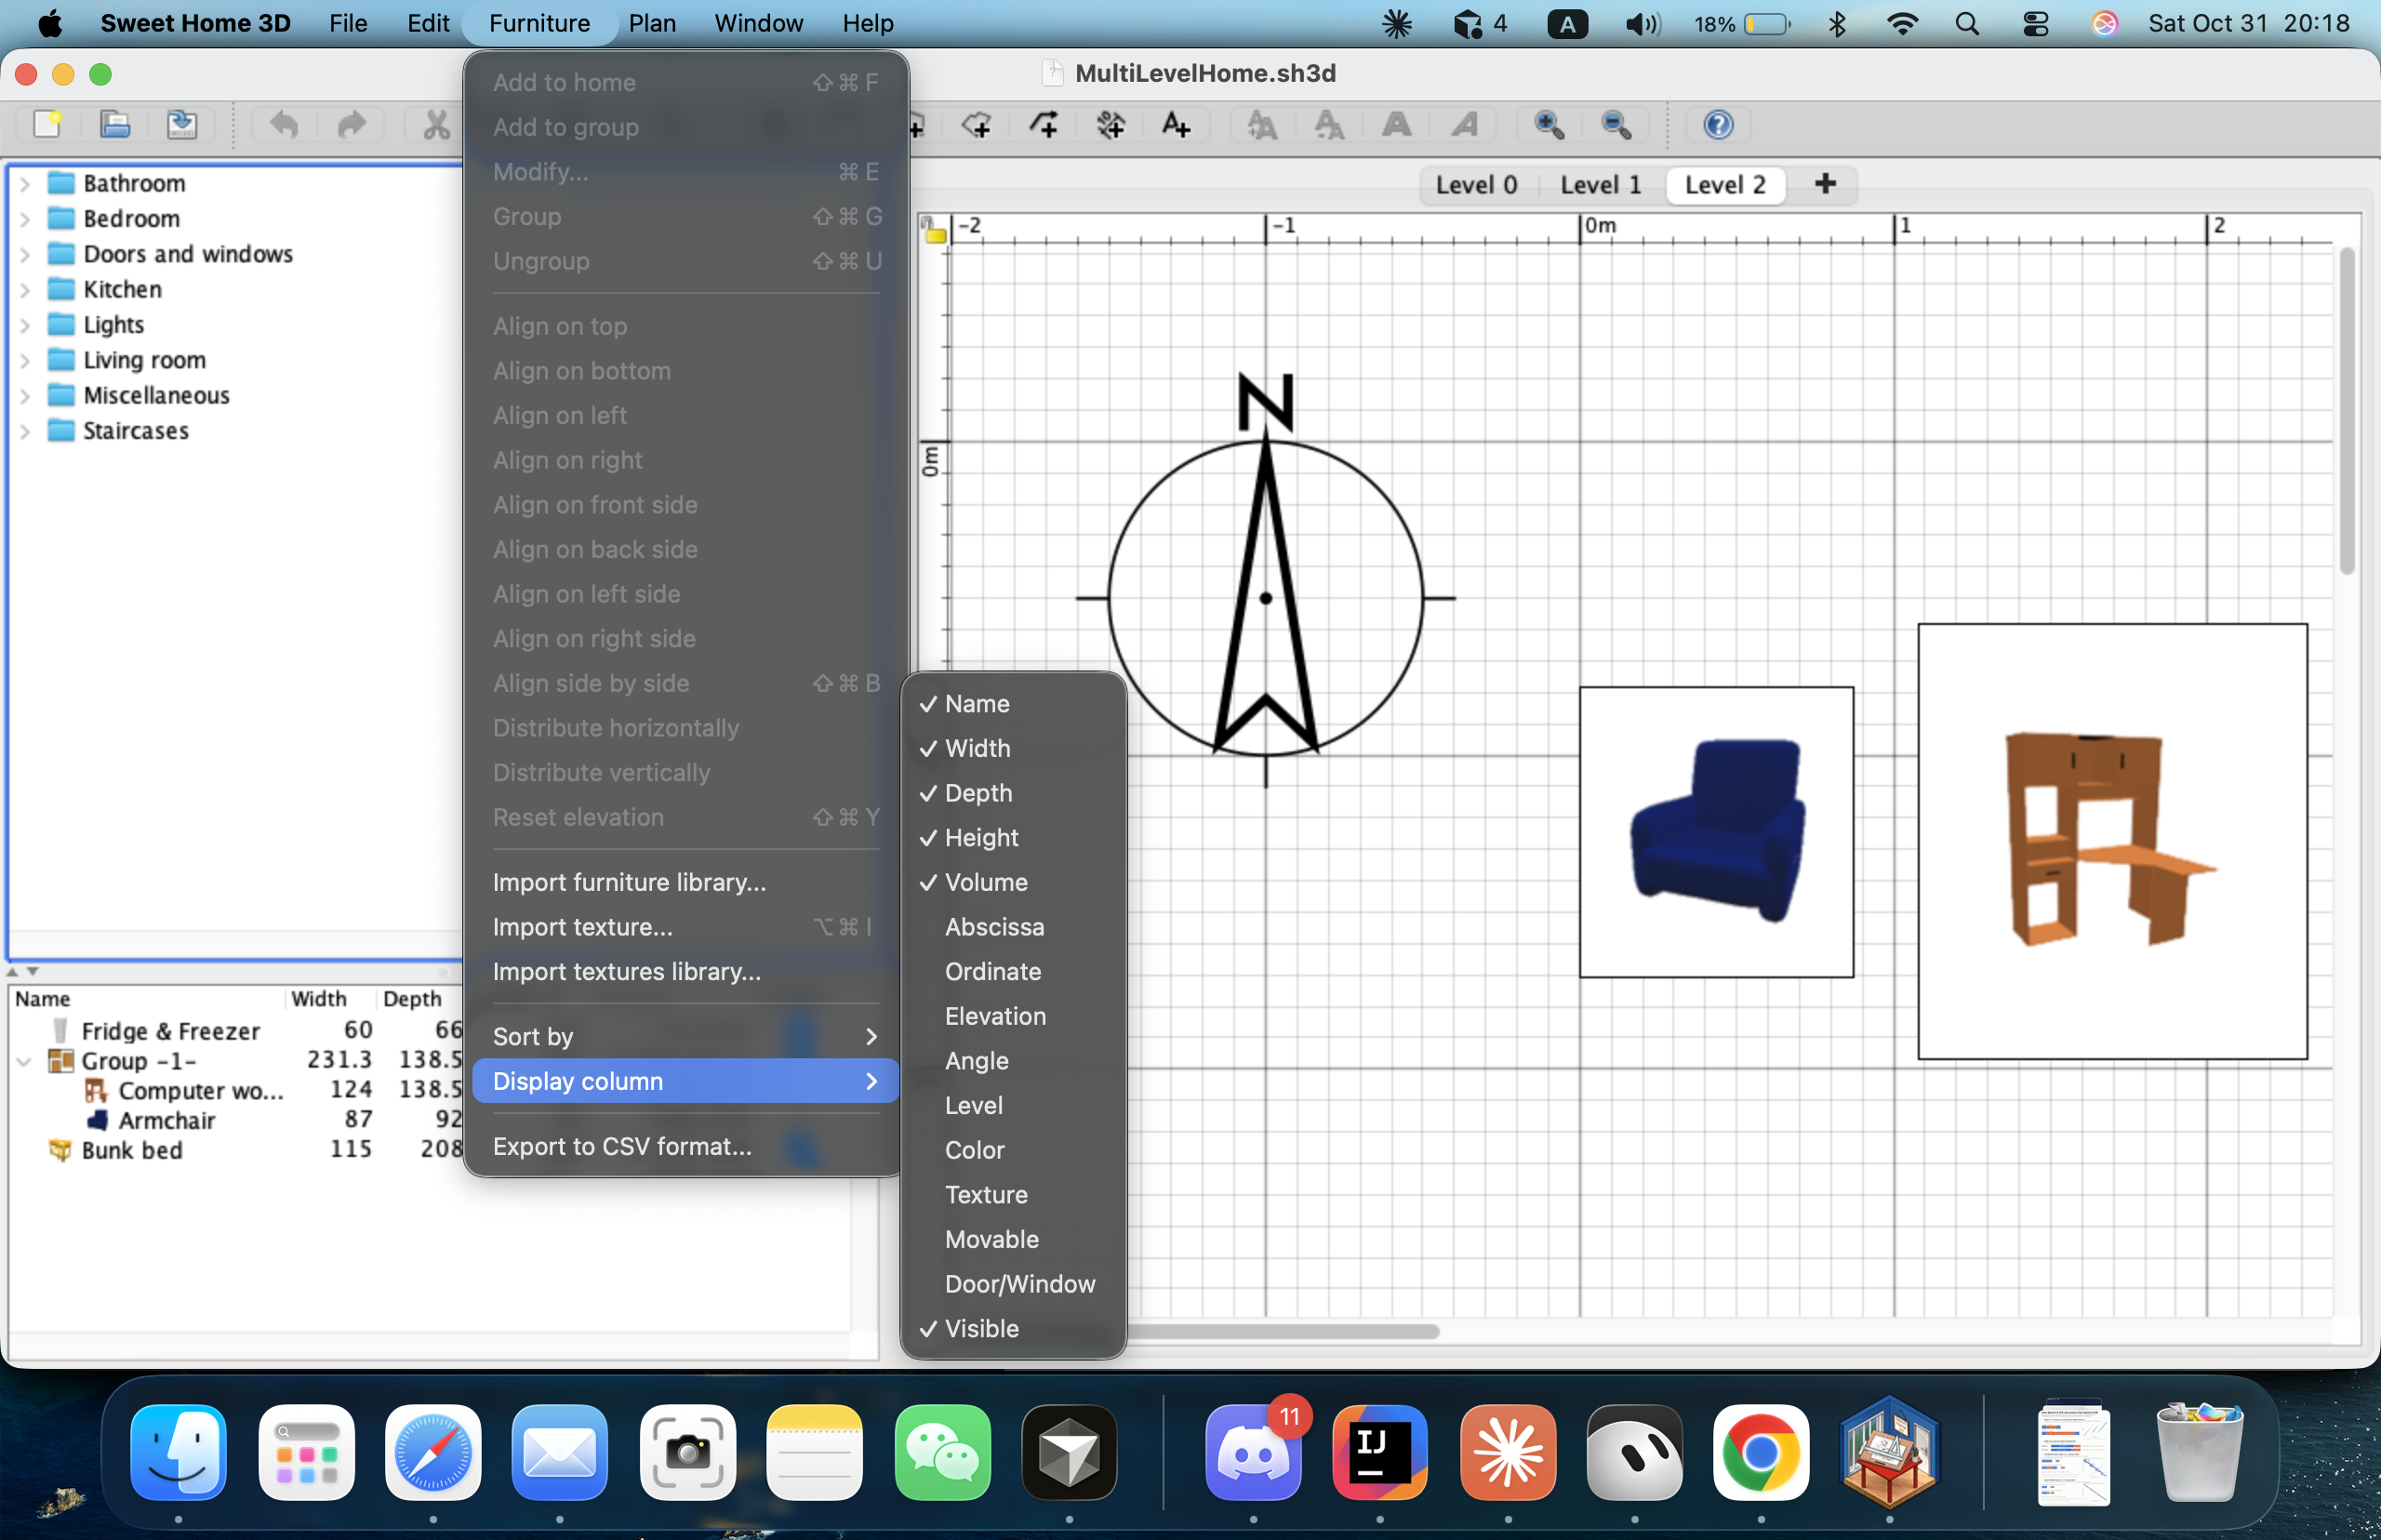 Sweet Home 3D File Edit Furniture Plan Window Help 4 A 18% Sat Oct 31 20:18
MultiLevelHome.sh3d
Add to home ⇧⌘F
Add to group
Modify... ⌘E
Group ⇧⌘G
Ungroup ⇧⌘U
Align on top
Align on bottom
Align on left
Align on right
Align on front side
Align on back side
Align on left side
Align on right side
Align side by side ⇧⌘B
Distribute horizontally
Distribute vertically
Reset elevation ⇧⌘Y
Import furniture library...
Import texture... ⌥⌘I
Import textures library...
Sort by
Display column
Export to CSV format...
✓ Name
✓ Width
✓ Depth
✓ Height
✓ Volume
Abscissa
Ordinate
Elevation
Angle
Level
Color
Texture
Movable
Door/Window
✓ Visible
Bathroom
Bedroom
Doors and windows
Kitchen
Lights
Living room
Miscellaneous
Staircases
Name Width Depth
Fridge & Freezer 60 66
Group -1- 231.3 138.5
Computer wo... 124 138.5
Armchair 87 92
Bunk bed 115 208
Level 0 Level 1 Level 2 +
-2 -1 0m 1 2
0m
N
11
IJ